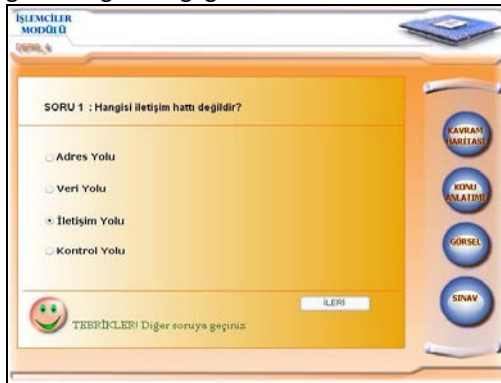 İŞLEMCİLER
MODÜLÜ
DERS_4
SORU 1 : Hangisi iletişim hattı değildir?
Adres Yolu
Veri Yolu
İletişim Yolu
Kontrol Yolu
TEBRİKLER! Diğer soruya geçiniz
İLERİ
KAVRAM
HARİTASI
KONU
ANLATIMI
GÖRSEL
SINAV